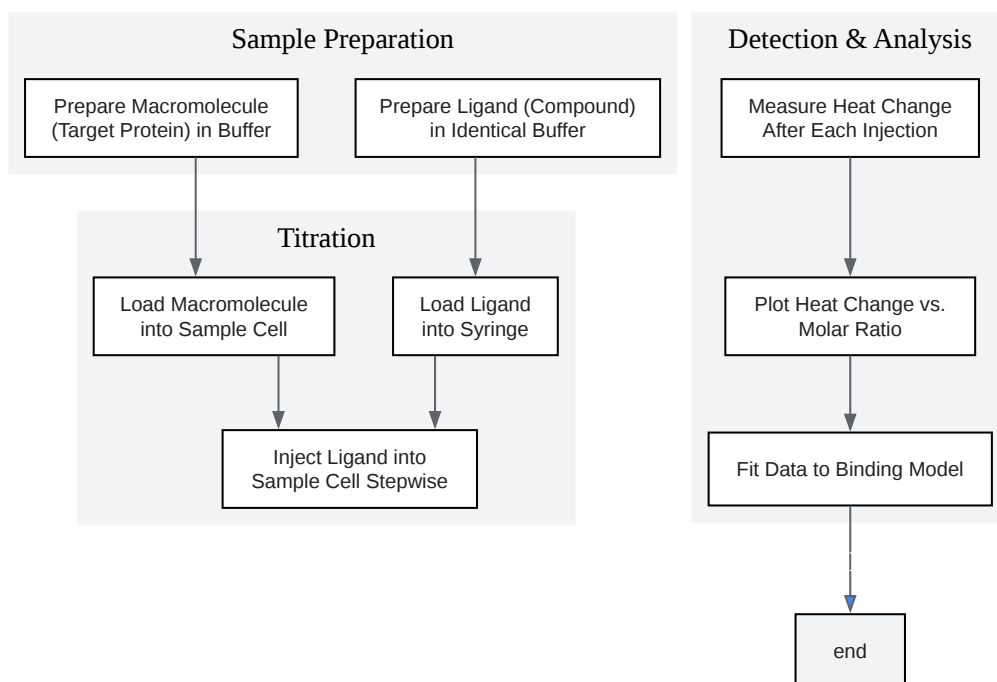 Sample Preparation
Prepare Macromolecule
(Target Protein) in Buffer
Prepare Ligand (Compound)
in Identical Buffer
Titration
Load Macromolecule
into Sample Cell
Load Ligand
into Syringe
Inject Ligand into
Sample Cell Stepwise
Detection & Analysis
Measure Heat Change
After Each Injection
Plot Heat Change vs.
Molar Ratio
Fit Data to Binding Model
end